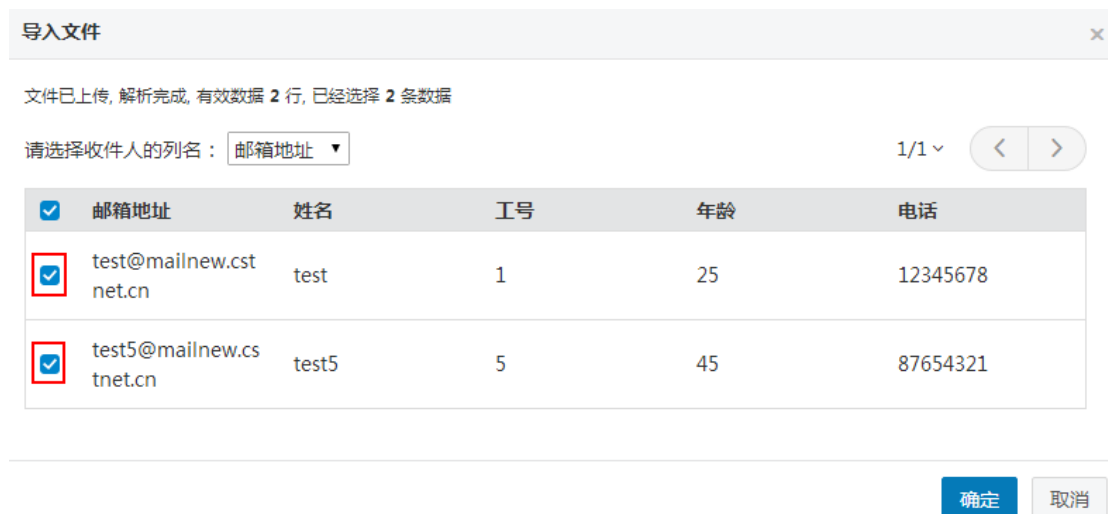 导入文件 ×
文件已上传, 解析完成, 有效数据 2 行, 已经选择 2 条数据
请选择收件人的列名： 邮箱地址 1/1
邮箱地址 姓名 工号 年龄 电话
test@mailnew.cst
net.cn
test 1 25 12345678
test5@mailnew.cs
tnet.cn
test5 5 45 87654321
确定 取消